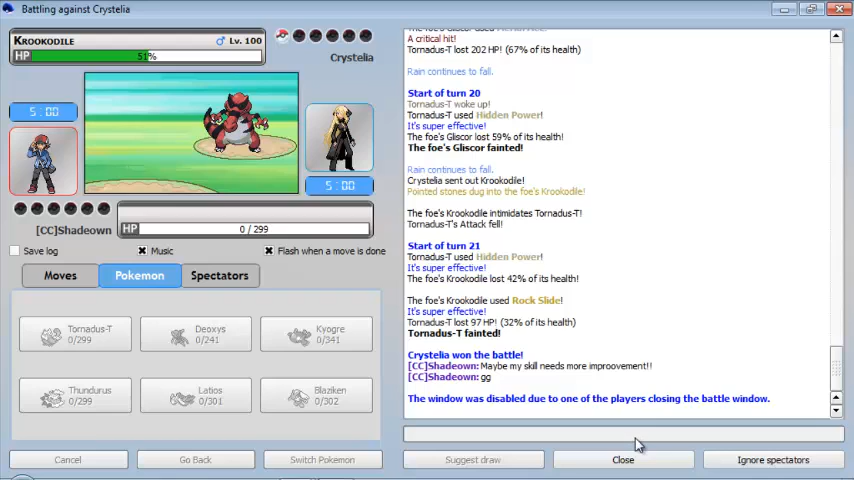 Battling against Crystelia
KROOKODILE ♂ Lv. 100
HP 51%
Crystelia
5:00
5:00
[CC]Shadeown
HP 0 / 299
Save log
Music
Flash when a move is done
Moves
Pokemon
Spectators
Tornadus-T
0/299
Deoxys
0/241
Kyogre
0/341
Thundurus
0/299
Latios
0/301
Blaziken
0/302
Cancel
Go Back
Switch Pokemon
A critical hit!
Tornadus-T lost 202 HP! (67% of its health)
Rain continues to fall.
Start of turn 20
Tornadus-T woke up!
Tornadus-T used Hidden Power!
It's super effective!
The foe's Gliscor lost 59% of its health!
The foe's Gliscor fainted!
Rain continues to fall.
Crystelia sent out Krookodile!
Pointed stones dug into the foe's Krookodile!
The foe's Krookodile intimidates Tornadus-T!
Tornadus-T's Attack fell!
Start of turn 21
Tornadus-T used Hidden Power!
It's super effective!
The foe's Krookodile lost 42% of its health!
The foe's Krookodile used Rock Slide!
It's super effective!
Tornadus-T lost 97 HP! (32% of its health)
Tornadus-T fainted!
Crystelia won the battle!
[CC]Shadeown: Maybe my skill needs more improovement!!
[CC]Shadeown: gg
The window was disabled due to one of the players closing the battle window.
Suggest draw
Close
Ignore spectators